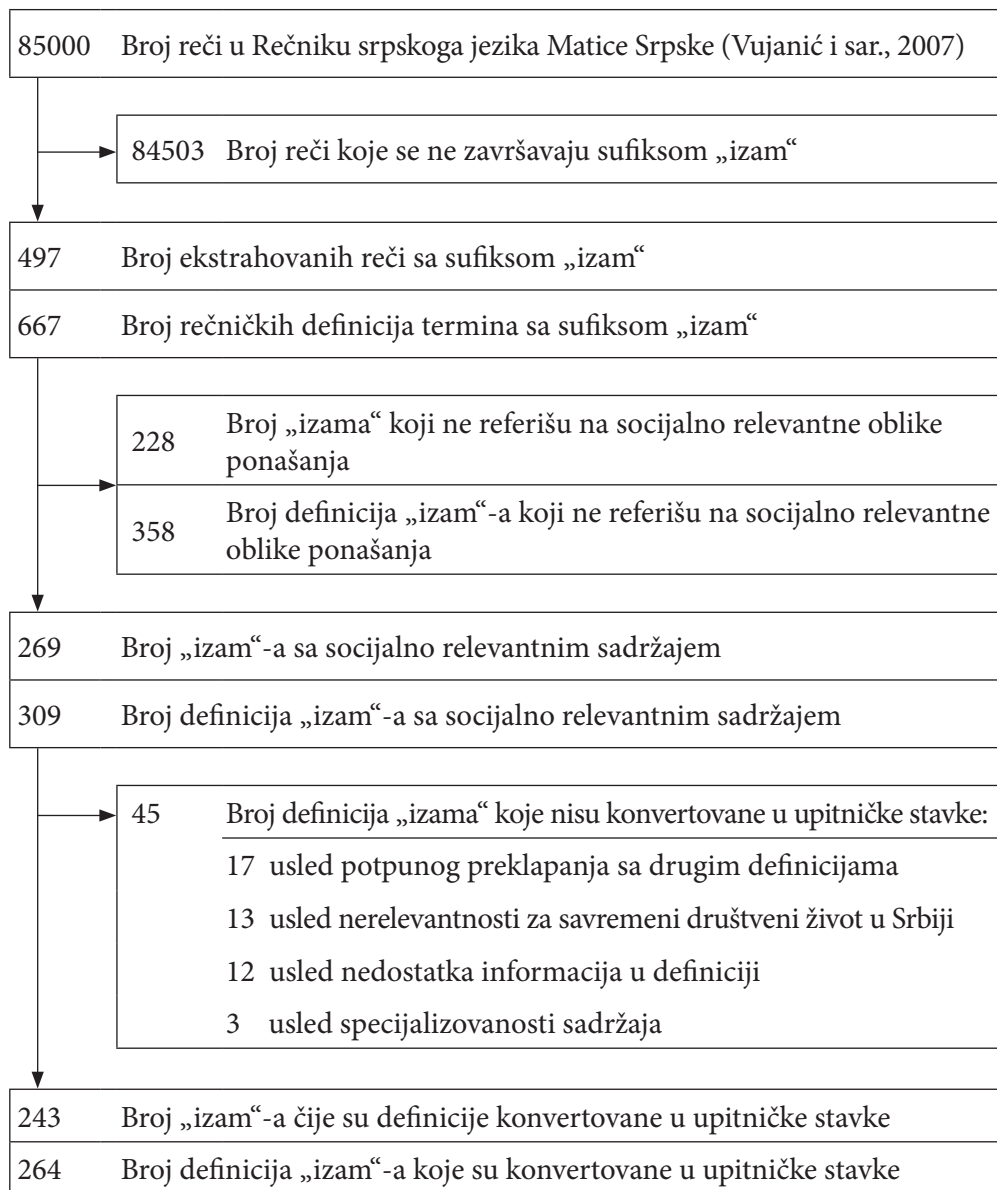 85000 Broj reči u Rečniku srpskoga jezika Matice Srpske (Vujanić i sar., 2007)
84503 Broj reči koje se ne završavaju sufiksom „izam“
497 Broj ekstrahovanih reči sa sufiksom „izam“
667 Broj rečničkih definicija termina sa sufiksom „izam“
228 Broj „izama“ koji ne referišu na socijalno relevantne oblike
ponašanja
358 Broj definicija „izam“-a koji ne referišu na socijalno relevantne
oblike ponašanja
269 Broj „izam“-a sa socijalno relevantnim sadržajem
309 Broj definicija „izam“-a sa socijalno relevantnim sadržajem
45 Broj definicija „izama“ koje nisu konvertovane u upitničke stavke:
17 usled potpunog preklapanja sa drugim definicijama
13 usled nerelevantnosti za savremeni društveni život u Srbiji
12 usled nedostatka informacija u definiciji
3 usled specijalizovanosti sadržaja
243 Broj „izam“-a čije su definicije konvertovane u upitničke stavke
264 Broj definicija „izam“-a koje su konvertovane u upitničke stavke